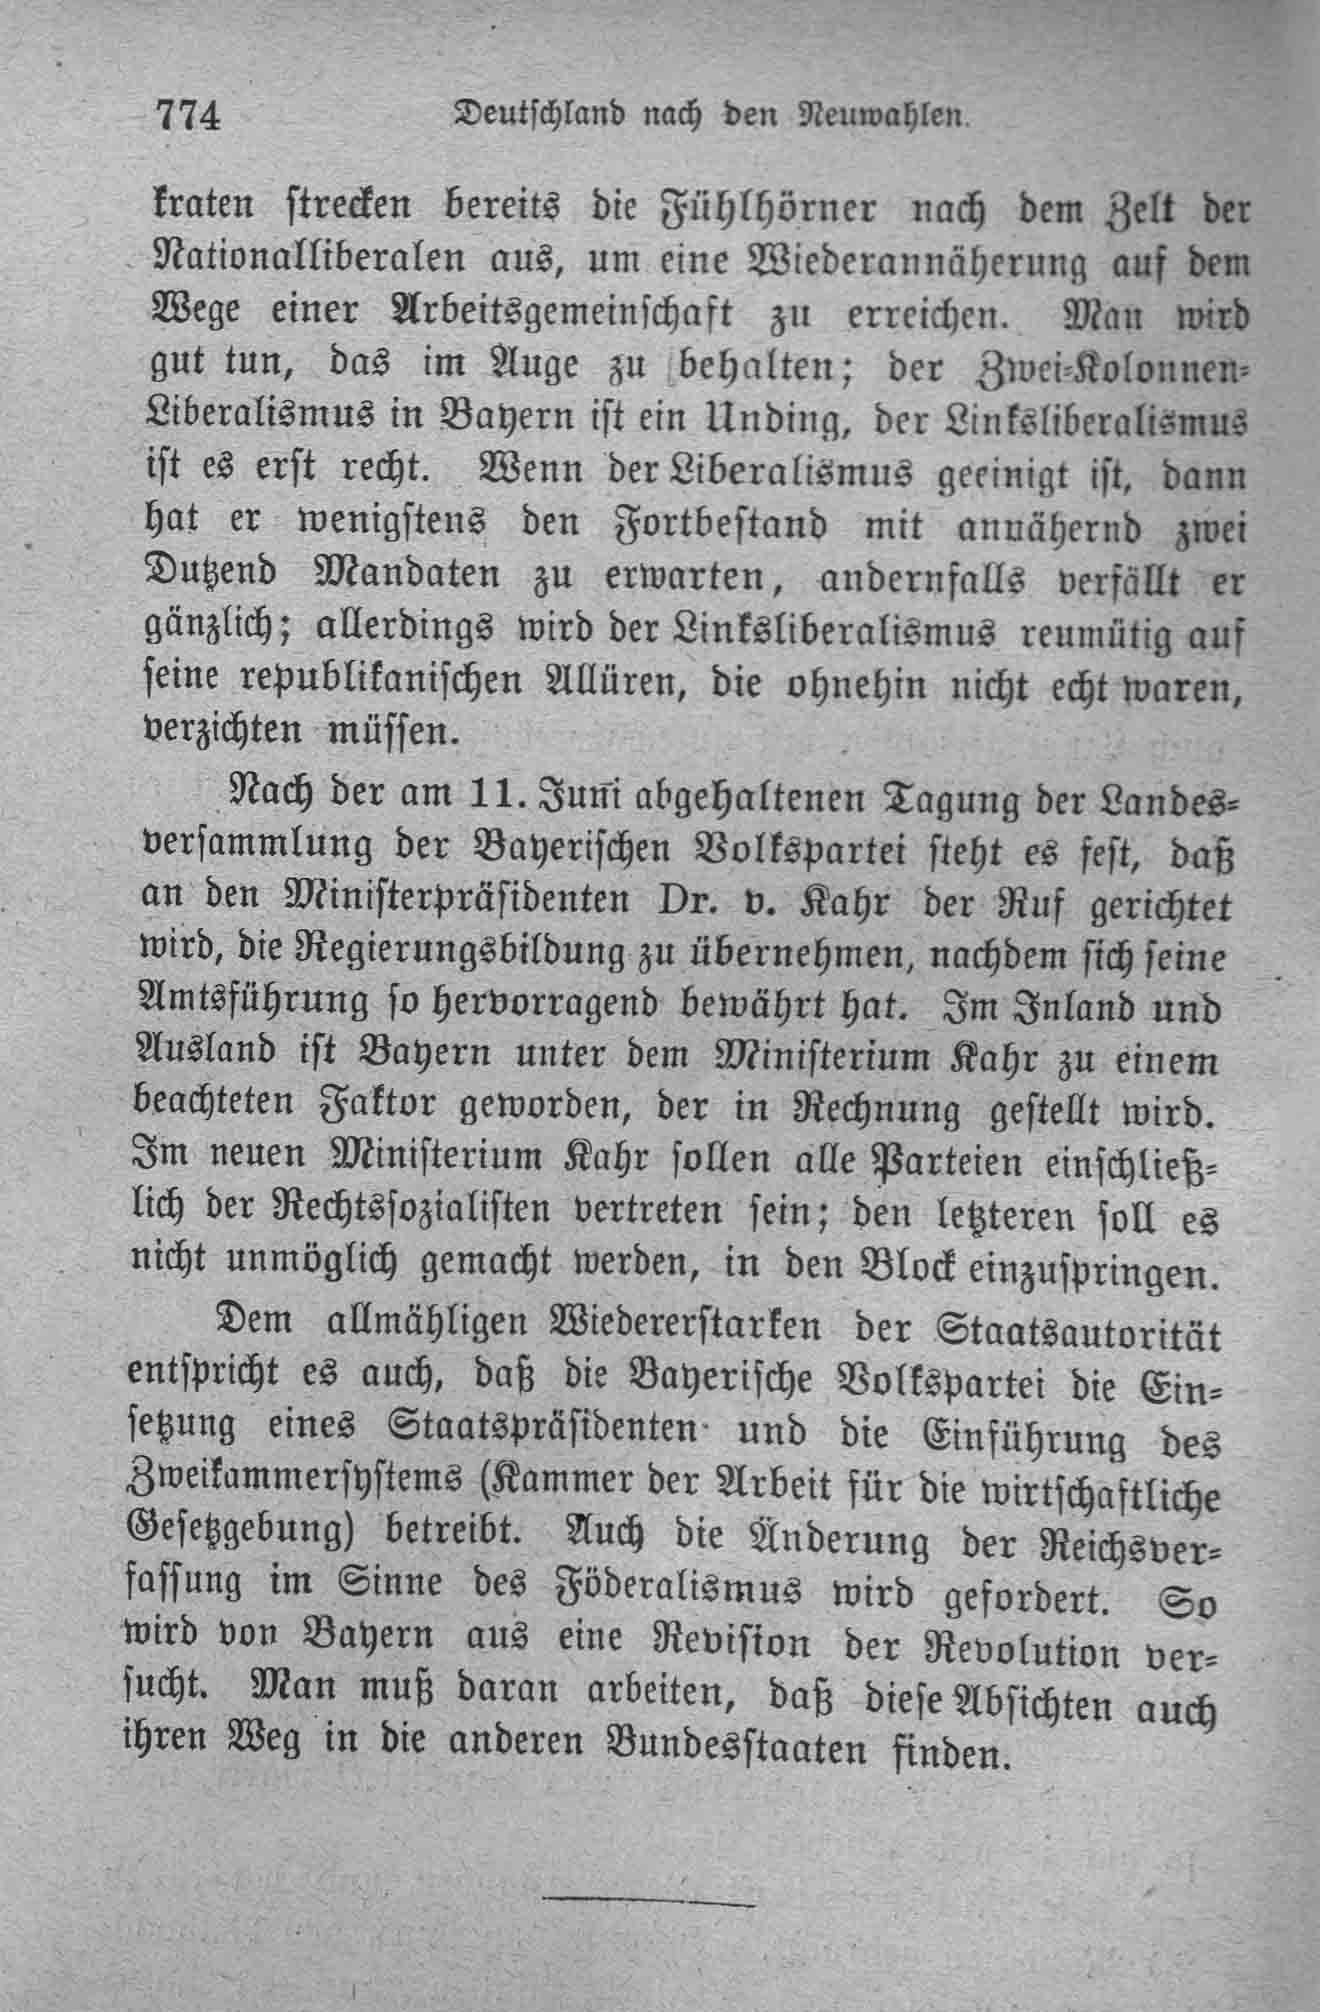 774 Deutschland nach den Neuwahlen.
kraten strecken bereits die Fühlhörner nach dem Zelt der
Nationalliberalen aus, um eine Wiederannäherung auf dem
Wege einer Arbeitsgemeinschaft zu erreichen. Man wird
gut tun, das im Auge zu behalten; der Zwei-Kolonnen-
Liberalismus in Bayern ist ein Unding, der Linksliberalismus
ist es erst recht. Wenn der Liberalismus geeinigt ist, dann
hat er wenigstens den Fortbestand mit annähernd zwei
Dutzend Mandaten zu erwarten, andernfalls verfällt er
gänzlich; allerdings wird der Linksliberalismus reumütig auf
seine republikanischen Allüren, die ohnehin nicht echt waren,
verzichten müssen.
Nach der am 11. Juni abgehaltenen Tagung der Landes-
versammlung der Bayerischen Volkspartei steht es fest, daß
an den Ministerpräsidenten Dr. v. Kahr der Ruf gerichtet
wird, die Regierungsbildung zu übernehmen, nachdem sich seine
Amtsführung so hervorragend bewährt hat. Im Inland und
Ausland ist Bayern unter dem Ministerium Kahr zu einem
beachteten Faktor geworden, der in Rechnung gestellt wird.
Im neuen Ministerium Kahr sollen alle Parteien einschließ-
lich der Rechtssozialisten vertreten sein; den letzteren soll es
nicht unmöglich gemacht werden, in den Block einzuspringen.
Dem allmähligen Wiedererstarken der Staatsautorität
entspricht es auch, daß die Bayerische Volkspartei die Ein-
setzung eines Staatspräsidenten und die Einführung des
Zweikammersystems (Kammer der Arbeit für die wirtschaftliche
Gesetzgebung) betreibt. Auch die Änderung der Reichsver-
fassung im Sinne des Föderalismus wird gefordert. So
wird von Bayern aus eine Revision der Revolution ver-
sucht. Man muß daran arbeiten, daß diese Absichten auch
ihren Weg in die anderen Bundesstaaten finden.